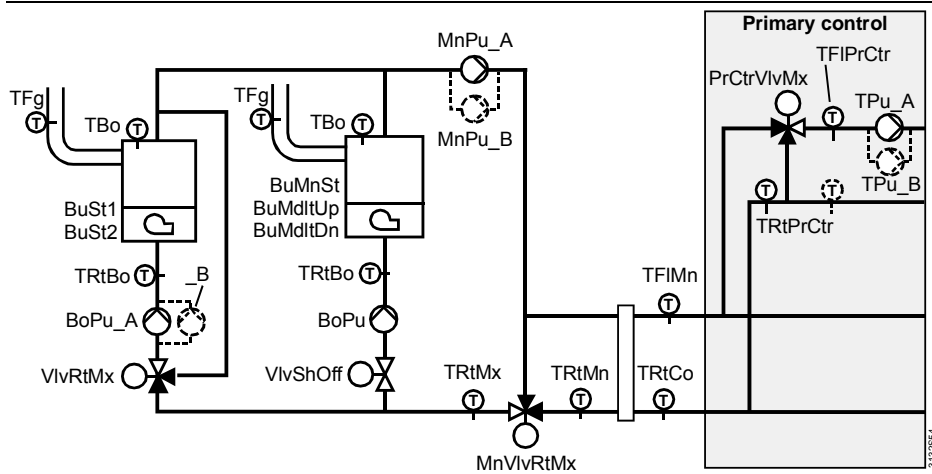 Primary control
MnPu_A
TFlPrCtr
PrCtrVlvMx
TPu_A
TFg
T
TBo
T
TFg
T
TBo
T
T
MnPu_B
TPu_B
BuSt1
BuSt2
BuMnSt
BuMdltUp
BuMdltDn
T
T
TRtPrCtr
TRtBo
T
_B
TRtBo
T
TFlMn
T
BoPu_A
BoPu
VlvRtMx
VlvShOff
TRtMx
T
TRtMn
T
TRtCo
T
MnVlvRtMx